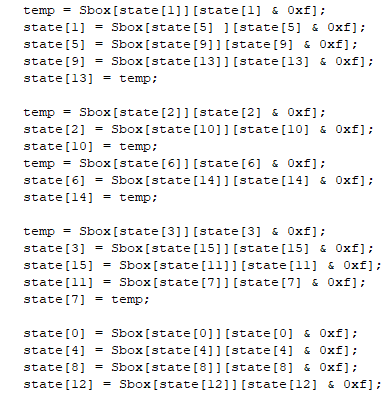 temp = Sbox[state[1]][state[1] & 0xf];
state[1] = Sbox[state[5] ][state[5] & 0xf];
state[5] = Sbox[state[9]][state[9] & 0xf];
state[9] = Sbox[state[13]][state[13] & 0xf];
state[13] = temp;

temp = Sbox[state[2]][state[2] & 0xf];
state[2] = Sbox[state[10]][state[10] & 0xf];
state[10] = temp;
temp = Sbox[state[6]][state[6] & 0xf];
state[6] = Sbox[state[14]][state[14] & 0xf];
state[14] = temp;

temp = Sbox[state[3]][state[3] & 0xf];
state[3] = Sbox[state[15]][state[15] & 0xf];
state[15] = Sbox[state[11]][state[11] & 0xf];
state[11] = Sbox[state[7]][state[7] & 0xf];
state[7] = temp;

state[0] = Sbox[state[0]][state[0] & 0xf];
state[4] = Sbox[state[4]][state[4] & 0xf];
state[8] = Sbox[state[8]][state[8] & 0xf];
state[12] = Sbox[state[12]][state[12] & 0xf];